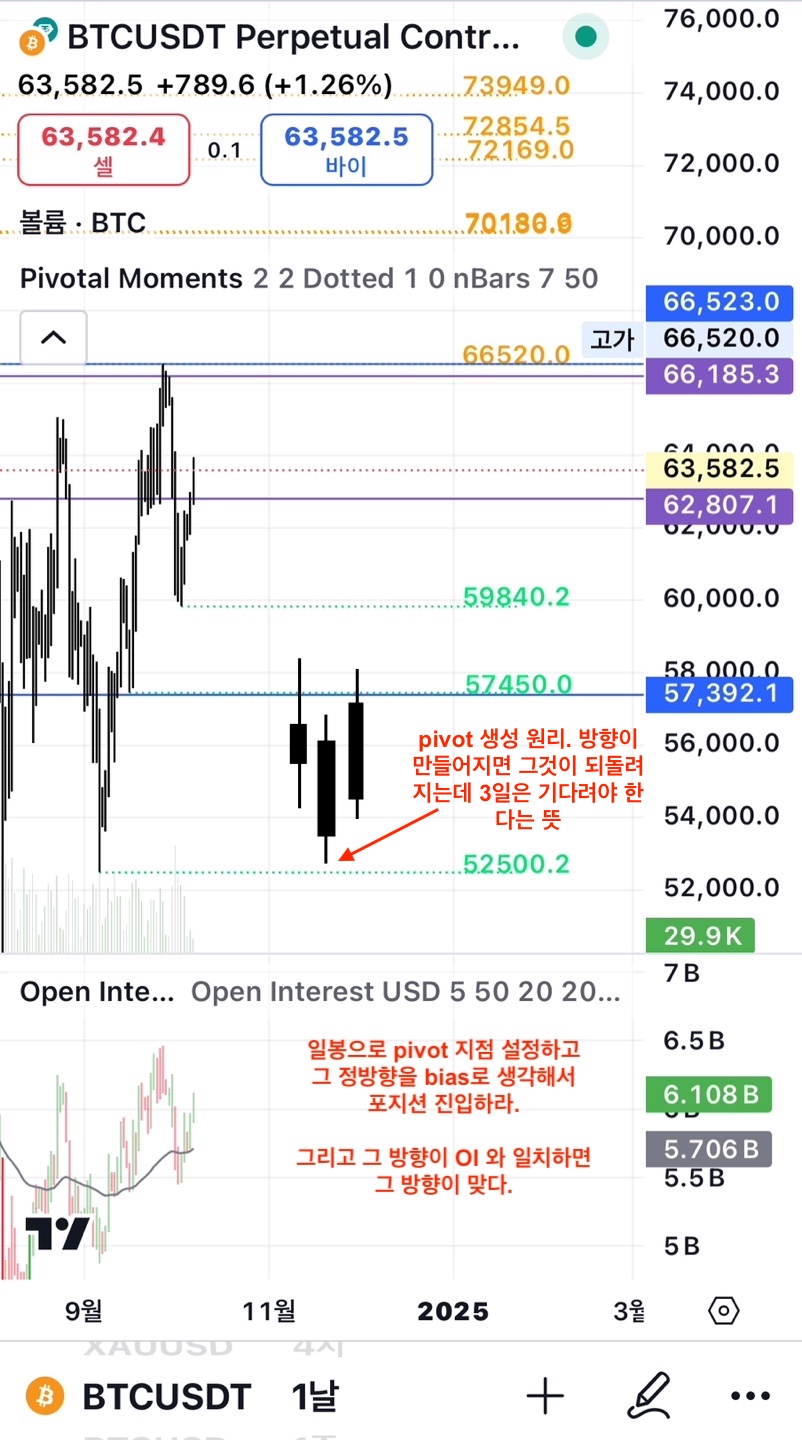 BTCUSDT Perpetual Contr...
76,000.0
63,582.5 +789.6 (+1.26%)
73949.0
74,000.0
63,582.4
셀
0.1
63,582.5
바이
72854.5
72169.0
72,000.0
볼륨 · BTC
70,000.0
Pivotal Moments 2 2 Dotted 1 0 nBars 7 50
66,523.0
66520.0
고가
66,520.0
66,185.3
63,582.5
62,807.1
62,000.0
59840.2
60,000.0
58,000.0
57450.0
57,392.1
pivot 생성 원리. 방향이
만들어지면 그것이 되돌려
지는데 3일은 기다려야 한
다는 뜻
56,000.0
54,000.0
52500.2
52,000.0
29.9 K
Open Inte... Open Interest USD 5 50 20 20...
7 B
6.5 B
일봉으로 pivot 지점 설정하고
그 정방향을 bias로 생각해서
포지션 진입하라.
그리고 그 방향이 OI 와 일치하면
그 방향이 맞다.
6.108 B
5.706 B
5.5 B
5 B
9월
11월
2025
3월
XAUUSD
BTCUSDT 1날